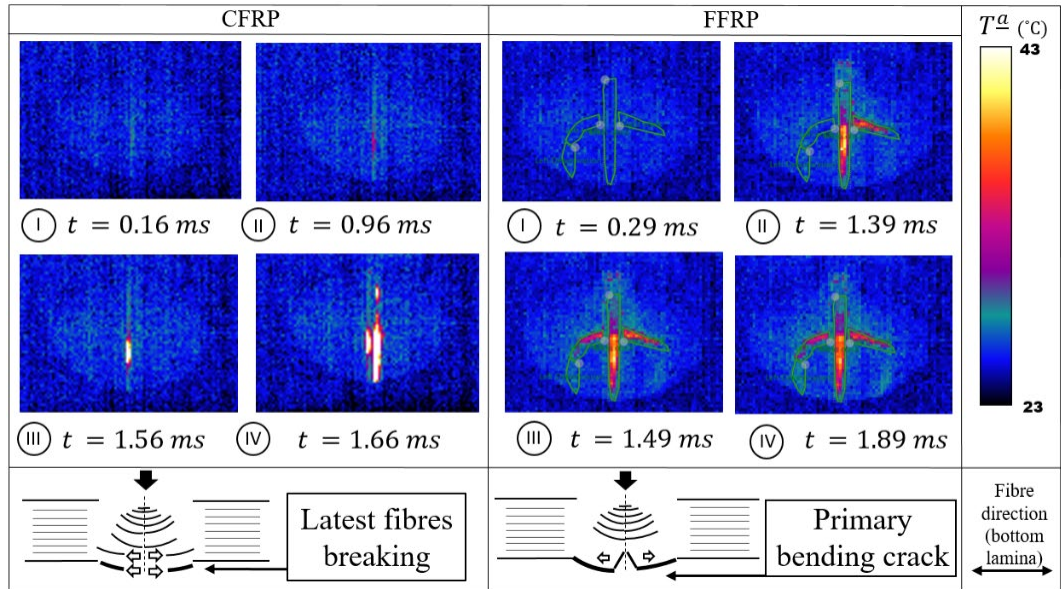 CFRP
FFRP
T<u>ª</u> (°C)
43
I t = 0.16 ms
II t = 0.96 ms
I t = 0.29 ms
II t = 1.39 ms
III t = 1.56 ms
IV t = 1.66 ms
III t = 1.49 ms
IV t = 1.89 ms
23
Latest fibres
breaking
Primary
bending crack
Fibre
direction
(bottom
lamina)